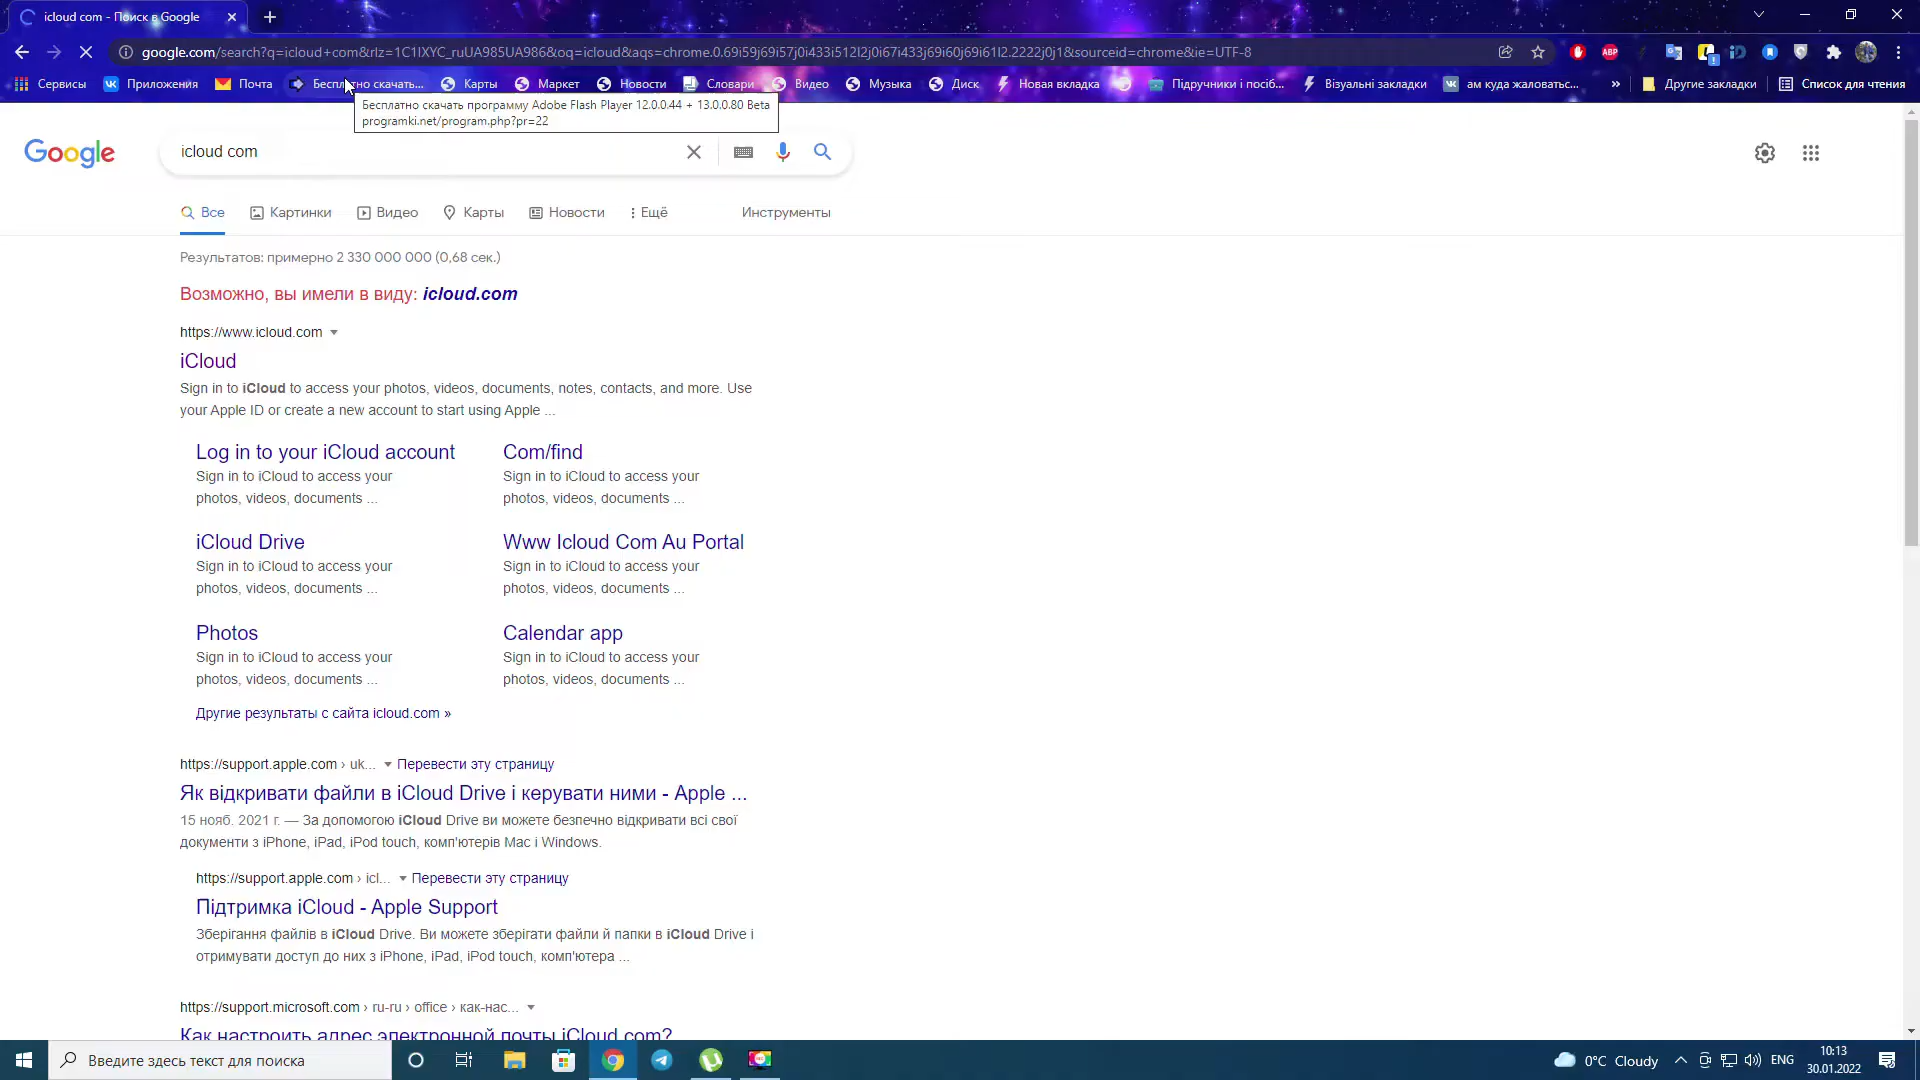 icloud com - Поиск в Google
google.com/search?q=icloud+com&rlz=1C1IXYC_ruUA985UA986&oq=icloud&aqs=chrome.0.69i59j69i57j0i433i512l2j0i67i433j69i60j69i61l2.2222j0j1&sourceid=chrome&ie=UTF-8
ABP
Сервисы Приложения Почта Бесплатно скачать... Карты Маркет Новости Словари Видео Музыка Диск Новая вкладка Підручники і посіб... Візуальні закладки ам куда жаловатьс... » Другие закладки Список для чтения
Бесплатно скачать программу Adobe Flash Player 12.0.0.44 + 13.0.0.80 Beta
programki.net/program.php?pr=22
Google
icloud com
Все Картинки Видео Карты Новости Ещё Инструменты
Результатов: примерно 2 330 000 000 (0,68 сек.)
Возможно, вы имели в виду: icloud.com
https://www.icloud.com
iCloud
Sign in to iCloud to access your photos, videos, documents, notes, contacts, and more. Use
your Apple ID or create a new account to start using Apple ...
Log in to your iCloud account
Sign in to iCloud to access your
photos, videos, documents ...
Com/find
Sign in to iCloud to access your
photos, videos, documents ...
iCloud Drive
Sign in to iCloud to access your
photos, videos, documents ...
Www Icloud Com Au Portal
Sign in to iCloud to access your
photos, videos, documents ...
Photos
Sign in to iCloud to access your
photos, videos, documents ...
Calendar app
Sign in to iCloud to access your
photos, videos, documents ...
Другие результаты с сайта icloud.com »
https://support.apple.com › uk... Перевести эту страницу
Як відкривати файли в iCloud Drive і керувати ними - Apple ...
15 нояб. 2021 г. — За допомогою iCloud Drive ви можете безпечно відкривати всі свої
документи з iPhone, iPad, iPod touch, комп'ютерів Mac і Windows.
https://support.apple.com › icl... Перевести эту страницу
Підтримка iCloud - Apple Support
Зберігання файлів в iCloud Drive. Ви можете зберігати файли й папки в iCloud Drive і
отримувати доступ до них з iPhone, iPad, iPod touch, комп'ютера ...
https://support.microsoft.com › ru-ru › office › как-нас...
Как настроить адрес электронной почты iCloud.com?
Введите здесь текст для поиска
0°C Cloudy
ENG
10:13
30.01.2022